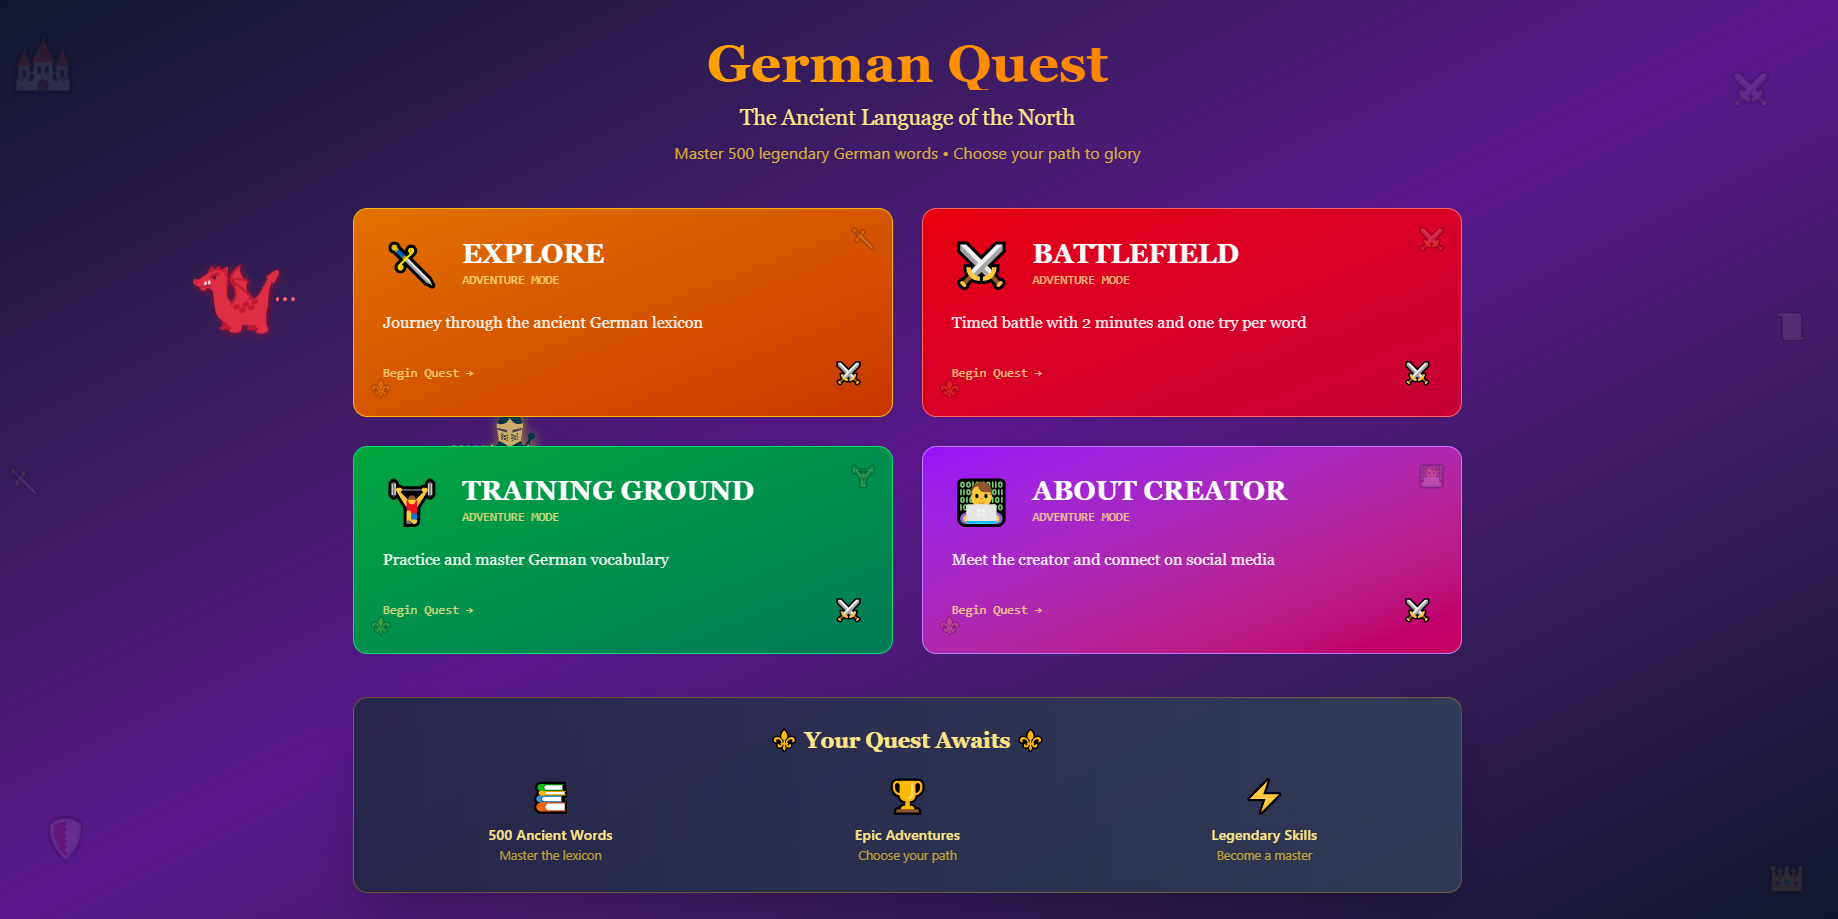 German Quest
The Ancient Language of the North
Master 500 legendary German words • Choose your path to glory
EXPLORE
ADVENTURE MODE
Journey through the ancient German lexicon
Begin Quest →
BATTLEFIELD
ADVENTURE MODE
Timed battle with 2 minutes and one try per word
Begin Quest →
TRAINING GROUND
ADVENTURE MODE
Practice and master German vocabulary
Begin Quest →
ABOUT CREATOR
ADVENTURE MODE
Meet the creator and connect on social media
Begin Quest →
Your Quest Awaits
500 Ancient Words
Master the lexicon
Epic Adventures
Choose your path
Legendary Skills
Become a master